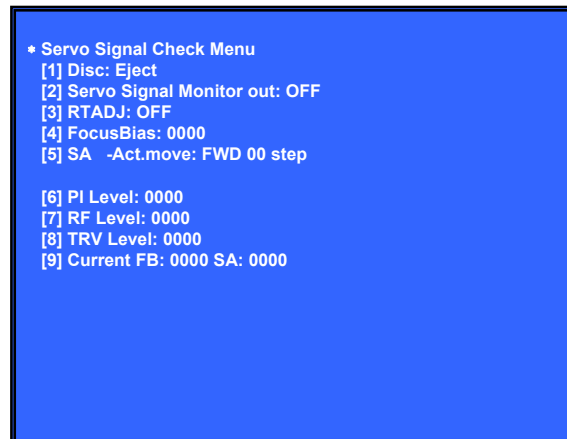 * Servo Signal Check Menu
[1] Disc: Eject
[2] Servo Signal Monitor out: OFF
[3] RTADJ: OFF
[4] FocusBias: 0000
[5] SA -Act.move: FWD 00 step
[6] PI Level: 0000
[7] RF Level: 0000
[8] TRV Level: 0000
[9] Current FB: 0000 SA: 0000